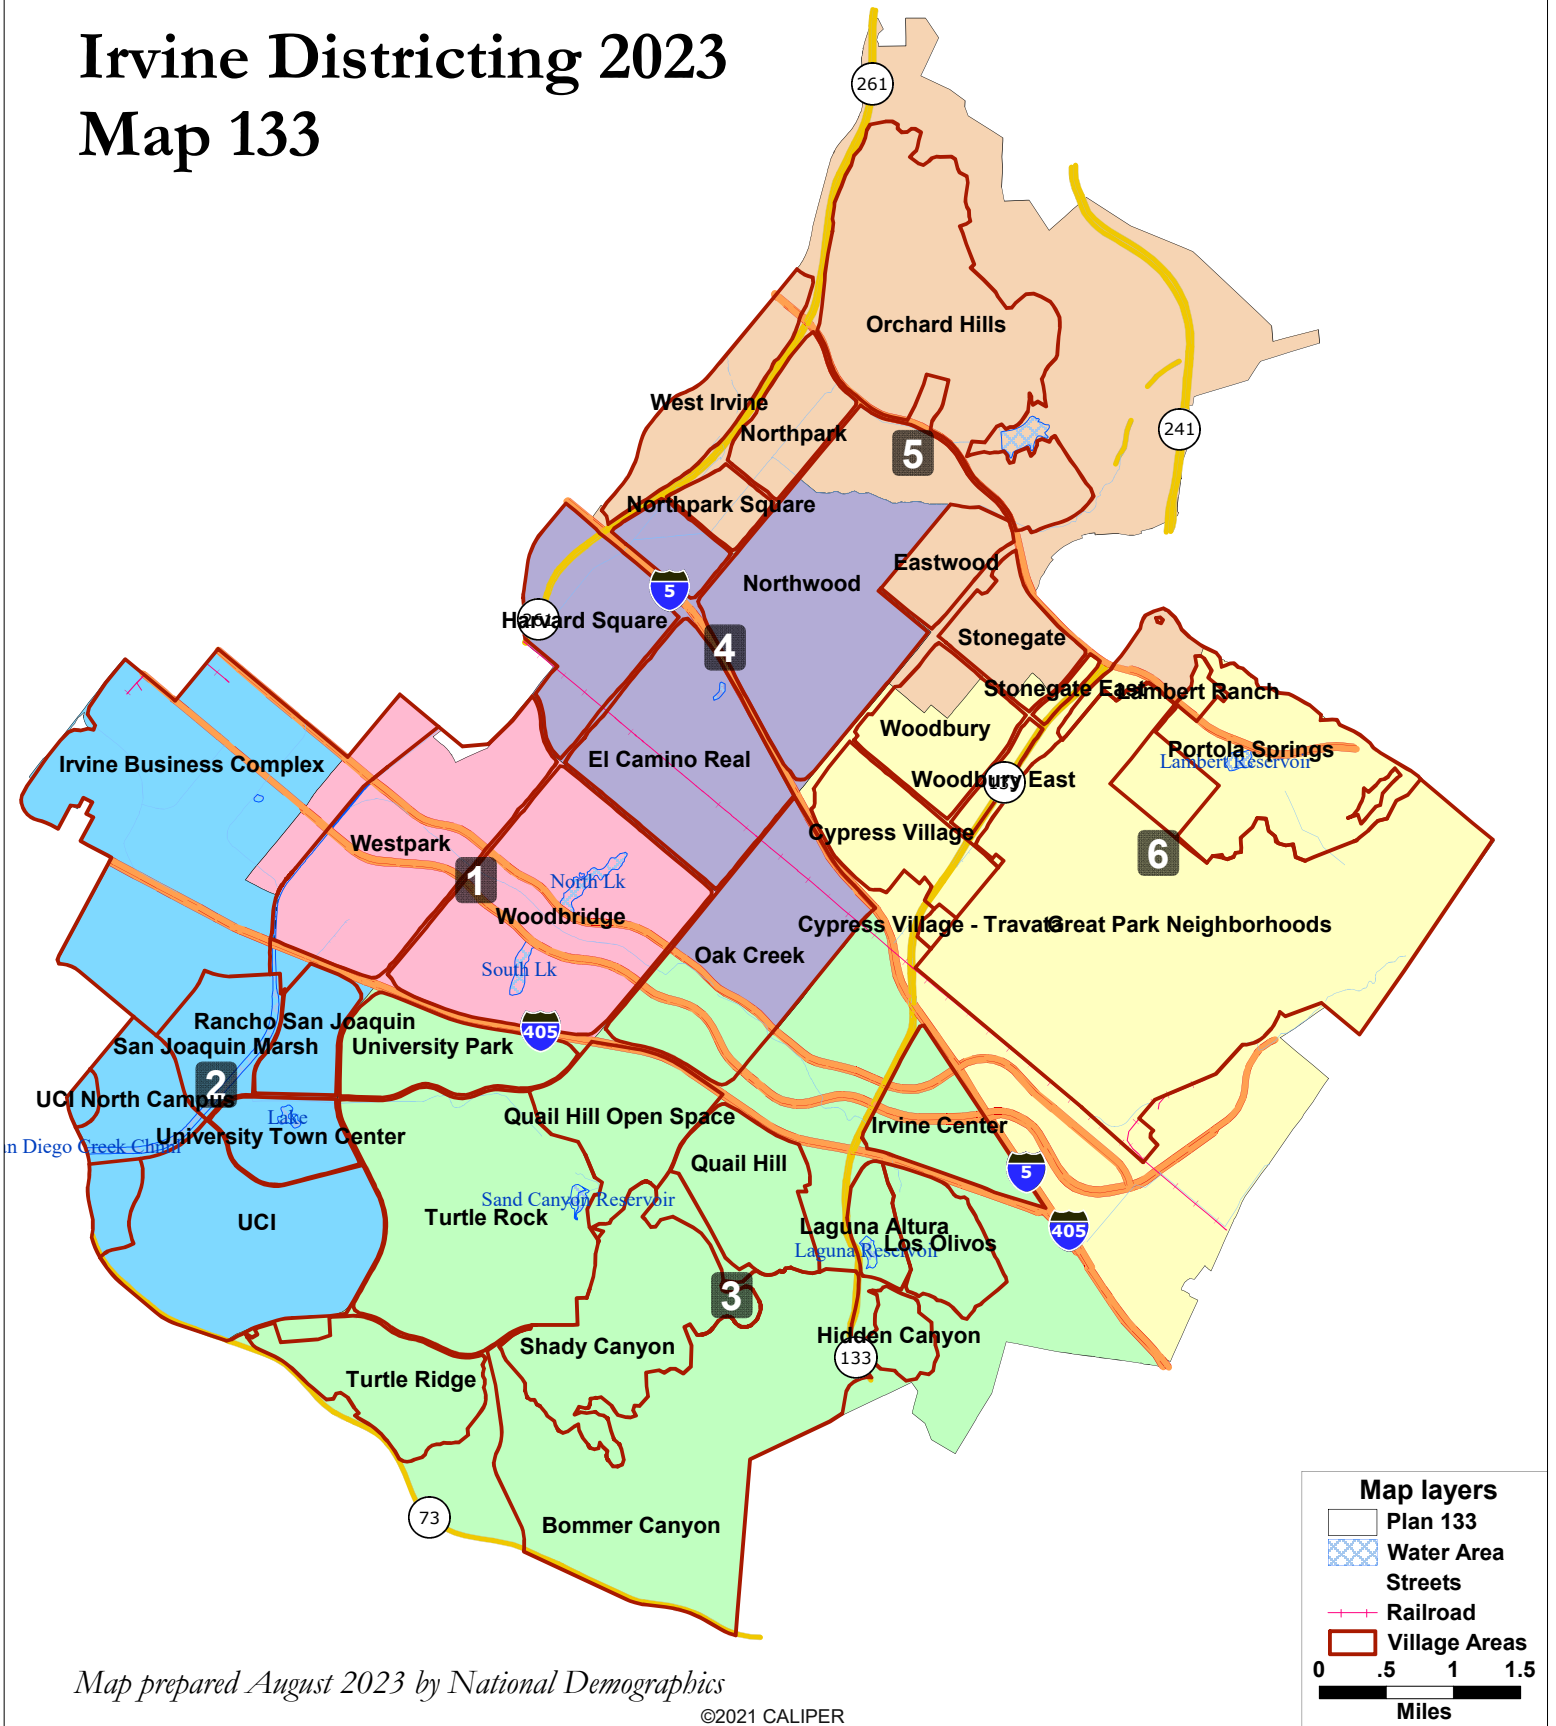 Irvine Districting 2023
Map 133
261
Orchard Hills
West Irvine
241
Northpark
5
Northpark Square
Eastwood
Northwood
5
Harvard Square
Stonegate
4
Stonegate East
Lambert Ranch
Woodbury
Portola Springs
El Camino Real
Lambert Reservoir
Irvine Business Complex
Woodbury East
Cypress Village
Westpark
6
1
North Lk
Woodbridge
Cypress Village - Travata
Great Park Neighborhoods
Oak Creek
South Lk
Rancho San Joaquin
405
San Joaquin Marsh
University Park
2
UCI North Campus
Lake
Quail Hill Open Space
Irvine Center
University Town Center
an Diego Creek Chnnl
Quail Hill
5
Sand Canyon Reservoir
Turtle Rock
UCI
Laguna Altura
405
Los Olivos
Laguna Reservoir
3
Hidden Canyon
Shady Canyon
133
Turtle Ridge
73
Bommer Canyon
Map layers
Plan 133
Water Area
Streets
Railroad
Village Areas
0 .5 1 1.5
Miles
Map prepared August 2023 by National Demographics
©2021 CALIPER